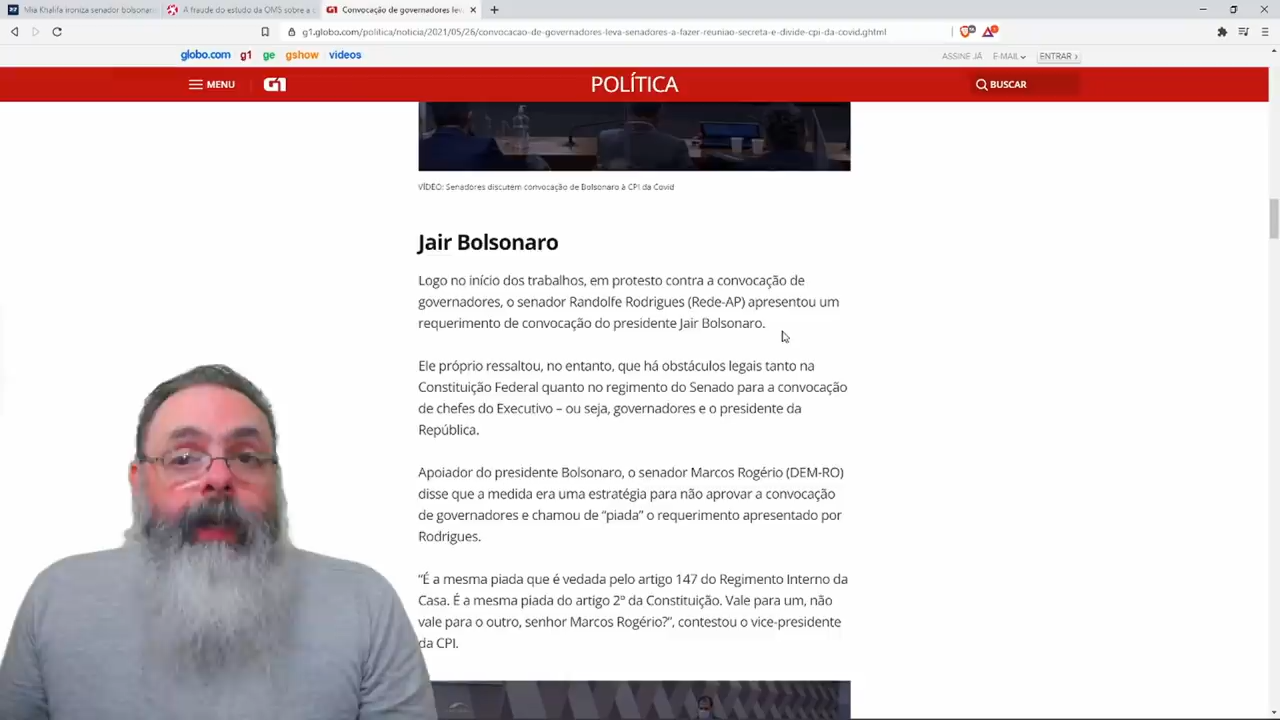 Mia Khalifa ironiza senador bolsonar
A fraude do estudo da OMS sobre a c
Convocação de governadores lev
g1.globo.com/politica/noticia/2021/05/26/convocacao-de-governadores-leva-senadores-a-fazer-reuniao-secreta-e-divide-cpi-da-covid.ghtml
globo.com g1 ge gshow videos
ASSINE JÁ E-MAIL ENTRAR
MENU G1 POLÍTICA BUSCAR
VÍDEO: Senadores discutem convocação de Bolsonaro à CPI da Covid
Jair Bolsonaro
Logo no início dos trabalhos, em protesto contra a convocação de
governadores, o senador Randolfe Rodrigues (Rede-AP) apresentou um
requerimento de convocação do presidente Jair Bolsonaro.
Ele próprio ressaltou, no entanto, que há obstáculos legais tanto na
Constituição Federal quanto no regimento do Senado para a convocação
de chefes do Executivo – ou seja, governadores e o presidente da
República.
Apoiador do presidente Bolsonaro, o senador Marcos Rogério (DEM-RO)
disse que a medida era uma estratégia para não aprovar a convocação
de governadores e chamou de “piada” o requerimento apresentado por
Rodrigues.
“É a mesma piada que é vedada pelo artigo 147 do Regimento Interno da
Casa. É a mesma piada do artigo 2º da Constituição. Vale para um, não
vale para o outro, senhor Marcos Rogério?”, contestou o vice-presidente
da CPI.